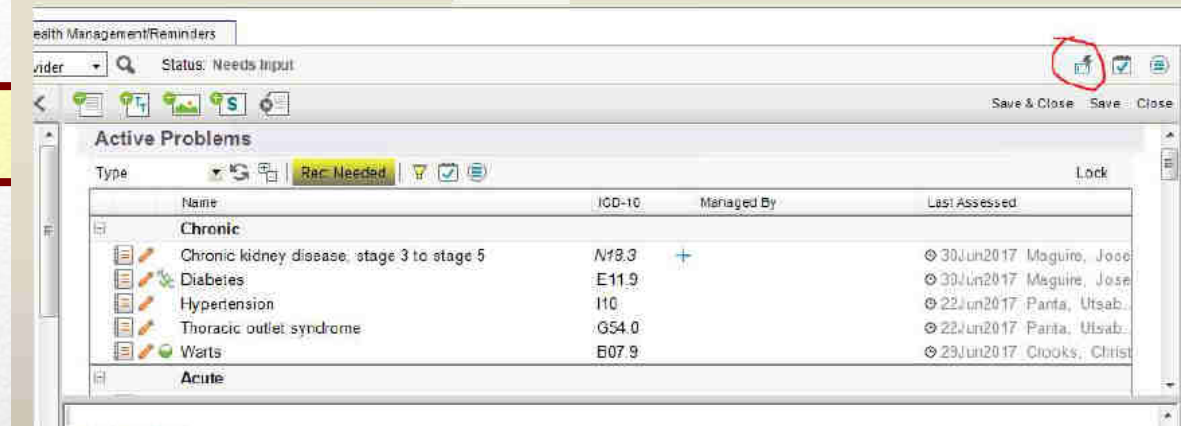 ealth Management/Reminders
vider Status: Needs Input
Save & Close Save Close
Active Problems
Type Rec Needed Lock
Name ICD-10 Managed By Last Assessed
Chronic
Chronic kidney disease, stage 3 to stage 5 N18.3 30Jun2017 Maguire, Jose
Diabetes E11.9 30Jun2017 Maguire, Jose
Hypertension I10 22Jun2017 Panta, Utsab..
Thoracic outlet syndrome G54.0 22Jun2017 Panta, Utsab..
Warts B07.9 29Jun2017 Crooks, Christ
Acute